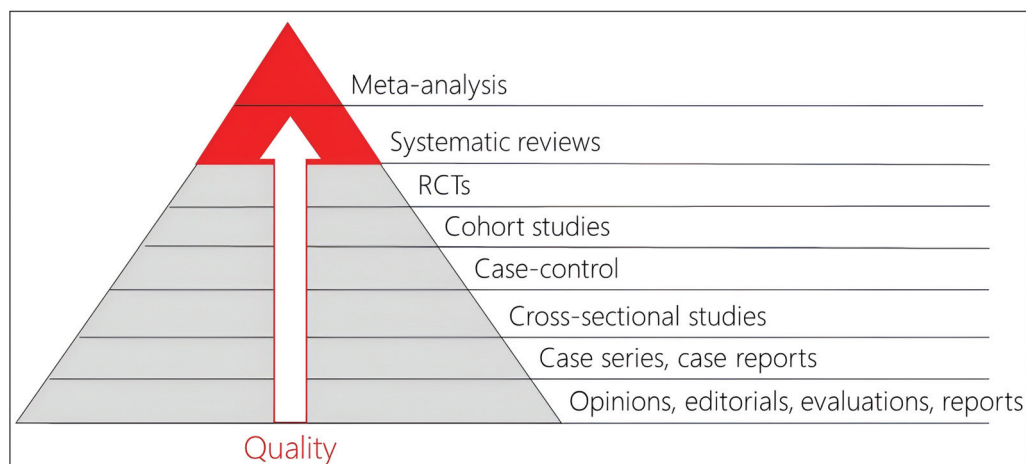 Meta-analysis
Systematic reviews
RCTs
Cohort studies
Case-control
Cross-sectional studies
Case series, case reports
Opinions, editorials, evaluations, reports
Quality